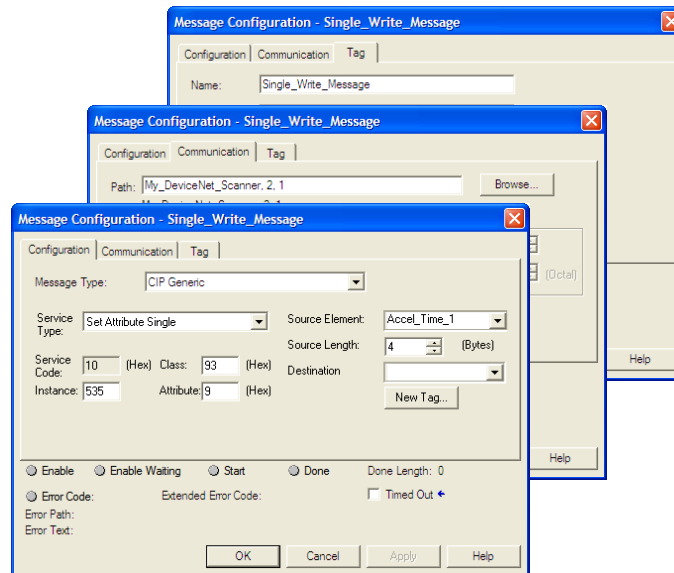 Message Configuration - Single_Write_Message
Configuration Communication Tag
Name: Single_Write_Message
Message Configuration - Single_Write_Message
Configuration Communication Tag
Path: My_DeviceNet_Scanner, 2, 1 Browse...
(Octal)
Help
Help
Message Configuration - Single_Write_Message
Configuration Communication Tag
Message Type: CIP Generic
Service Type: Set Attribute Single
Source Element: Accel_Time_1
Source Length: 4 (Bytes)
Service Code: 10 (Hex) Class: 93 (Hex)
Destination
Instance: 535 Attribute: 9 (Hex)
New Tag...
Enable Enable Waiting Start Done Done Length: 0
Error Code: Extended Error Code: Timed Out
Error Path:
Error Text:
OK Cancel Apply Help